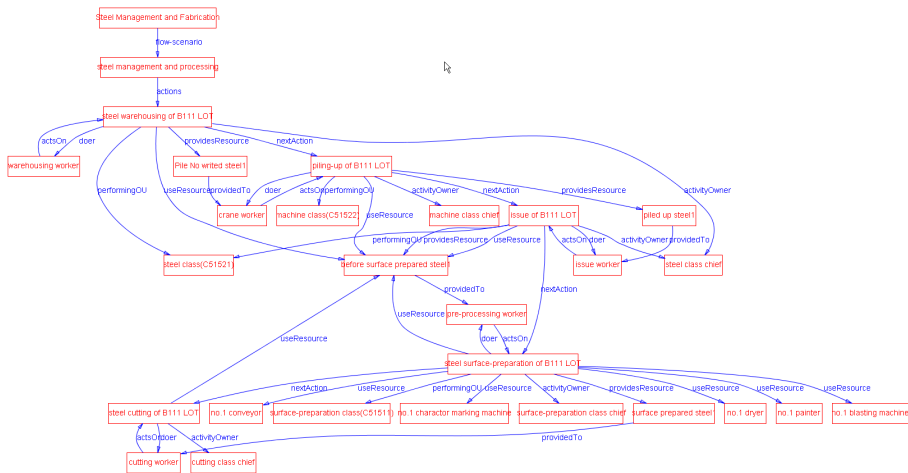 Steel Management and Fabrication
flow-scenario
steel management and processing
actions
steel warehousing of B111 LOT
actsOn
doer
providesResource
nextAction
warehousing worker
Pile No writed steel1
piling-up of B111 LOT
performingOU
useResource
providedTo
doer
actsOn
performingOU
activityOwner
nextAction
providesResource
activityOwner
crane worker
machine class(C51522)
useResource
machine class chief
issue of B111 LOT
piled up steel1
performingOU
providesResource
useResource
actsOn
doer
activityOwner
providedTo
steel class(C51521)
before surface prepared steel1
issue worker
steel class chief
providedTo
nextAction
useResource
pre-processing worker
useResource
doer
actsOn
steel surface-preparation of B111 LOT
nextAction
useResource
performingOU
useResource
activityOwner
providesResource
useResource
useResource
useResource
steel cutting of B111 LOT
no.1 conveyor
surface-preparation class(C51511)
no.1 charactor marking machine
surface-preparation class chief
surface prepared steel1
no.1 dryer
no.1 painter
no.1 blasting machine
actsOn
doer
activityOwner
providedTo
cutting worker
cutting class chief